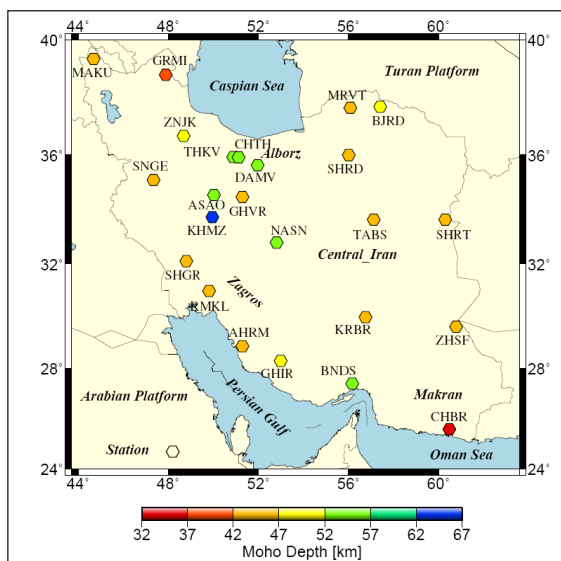 44° 48 52 56 60
40° 40°
MAKU GRMI
Caspian Sea
Turan Platform
MRVT
BJRD
ZNJK
THKV CHTH
Alborz
36° 36°
DAMV
SHRD
SNGE
ASAO
GHVR
KHMZ
NASN
TABS
SHRT
Central_Iran
32° 32°
SHGR
Zagros
RMKL
AHRM
KRBR
ZHSF
GHIR
BNDS
28° 28°
Arabian Platform
Persian Gulf
Makran
CHBR
Station
Oman Sea
24° 24°
44° 48 52 56° 60°
32 37 42 47 52 57 62 67
Moho Depth [km]